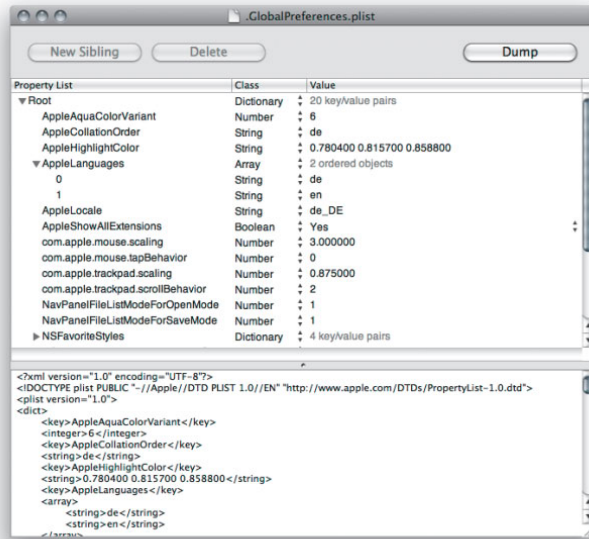 .GlobalPreferences.plist
New Sibling Delete Dump
Property List Class Value
Root Dictionary 20 key/value pairs
AppleAquaColorVariant Number 6
AppleCollationOrder String de
AppleHighlightColor String 0.780400 0.815700 0.858800
AppleLanguages Array 2 ordered objects
0 String de
1 String en
AppleLocale String de_DE
AppleShowAllExtensions Boolean Yes
com.apple.mouse.scaling Number 3.000000
com.apple.mouse.tapBehavior Number 0
com.apple.trackpad.scaling Number 0.875000
com.apple.trackpad.scrollBehavior Number 2
NavPanelFileListModeForOpenMode Number 1
NavPanelFileListModeForSaveMode Number 1
NSFavoriteStyles Dictionary 4 key/value pairs
<?xml version="1.0" encoding="UTF-8"?>
<!DOCTYPE plist PUBLIC "-//Apple//DTD PLIST 1.0//EN" "http://www.apple.com/DTDs/PropertyList-1.0.dtd">
<plist version="1.0">
<dict>
<key>AppleAquaColorVariant</key>
<integer>6</integer>
<key>AppleCollationOrder</key>
<string>de</string>
<key>AppleHighlightColor</key>
<string>0.780400 0.815700 0.858800</string>
<key>AppleLanguages</key>
<array>
<string>de</string>
<string>en</string>
</array>